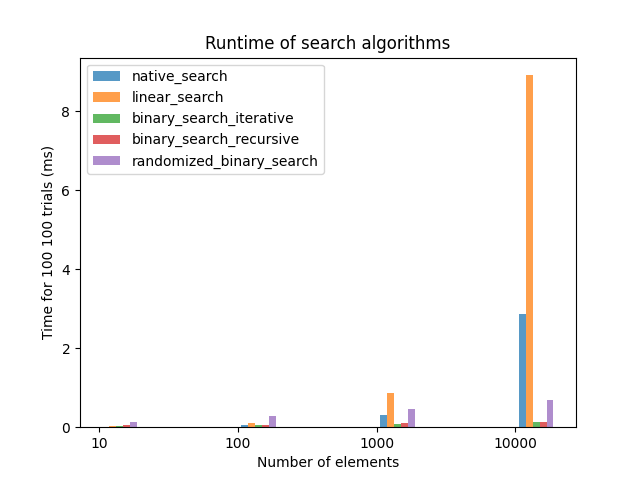 Runtime of search algorithms
native_search
linear_search
binary_search_iterative
binary_search_recursive
randomized_binary_search
Time for 100 100 trials (ms)
8
6
4
2
0
10 100 1000 10000
Number of elements